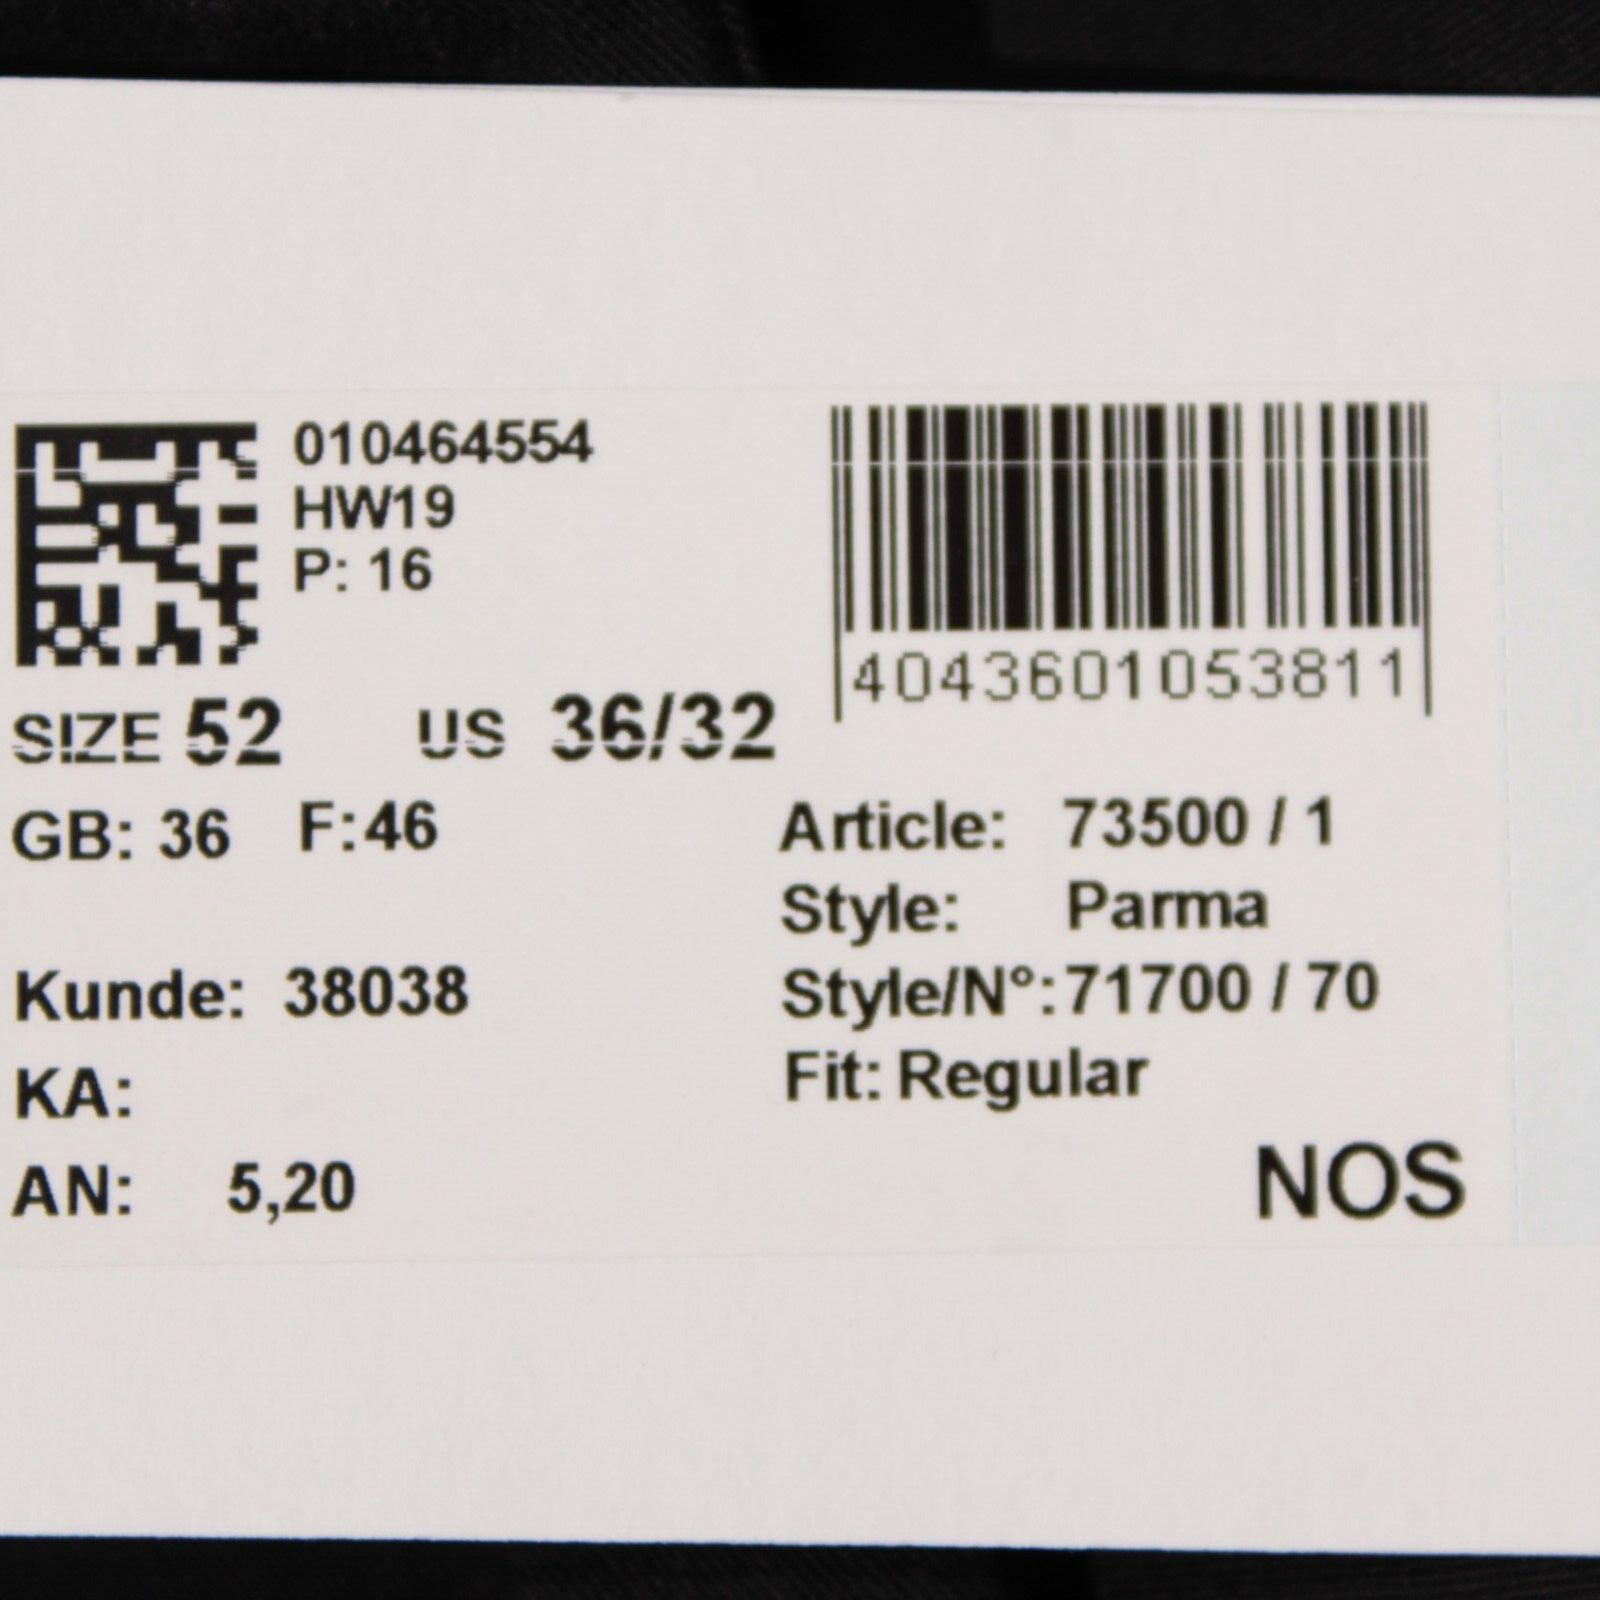 010464554
HW19
P: 16
4043601053811
SIZE 52 US 36/32
GB: 36 F:46
Article: 73500 / 1
Style: Parma
Kunde: 38038
Style/N°:71700 / 70
KA:
Fit: Regular
AN: 5,20
NOS